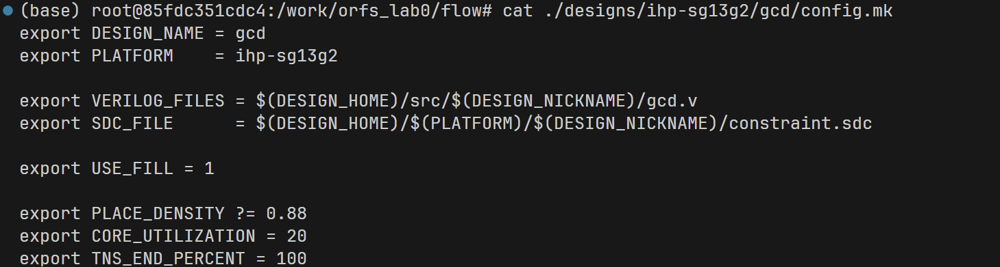 (base) root@85fdc351cdc4:/work/orfs_lab0/flow# cat ./designs/ihp-sg13g2/gcd/config.mk
export DESIGN_NAME = gcd
export PLATFORM    = ihp-sg13g2
export VERILOG_FILES = $(DESIGN_HOME)/src/$(DESIGN_NICKNAME)/gcd.v
export SDC_FILE      = $(DESIGN_HOME)/$(PLATFORM)/$(DESIGN_NICKNAME)/constraint.sdc
export USE_FILL = 1
export PLACE_DENSITY ?= 0.88
export CORE_UTILIZATION = 20
export TNS_END_PERCENT = 100